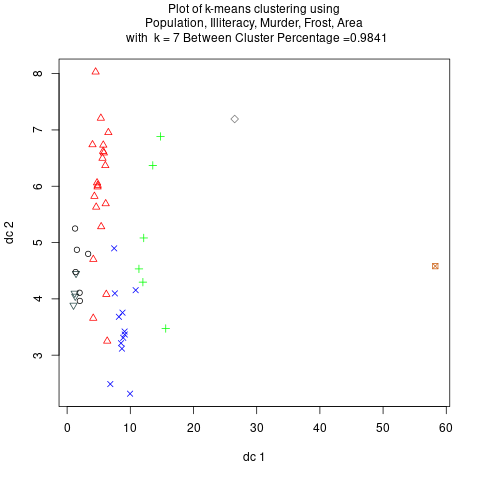 Plot of k-means clustering using
Population, Illiteracy, Murder, Frost, Area
with k = 7 Between Cluster Percentage =0.9841
8
7
6
5
4
3
dc 2
0 10 20 30 40 50 60
dc 1